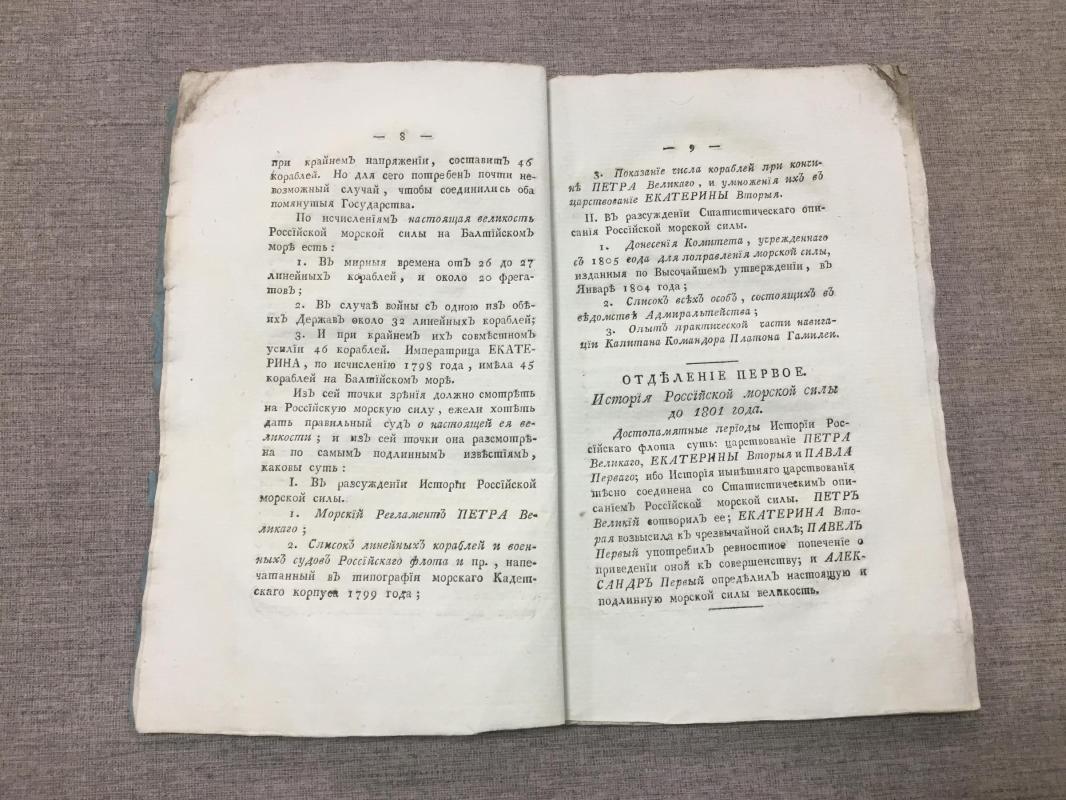 — 8 —
при крайнемъ напряженіи, составитъ 46
кораблей. Но для сего потребенъ почти не-
возможный случай, чтобы соединились оба
помянутыя Государства.
По исчисленіямъ настоящая великость
Россійской морской силы на Балтійскомъ
морѣ есть:
1. Въ мирныя времена отъ 26 до 27
линейныхъ кораблей, и около 20 фрега-
товъ;
2. Въ случаѣ войны съ одною изъ обѣ-
ихъ Державъ около 32 линейныхъ кораблей;
3. И при крайнемъ ихъ совмѣстномъ
усиліи 46 кораблей. Императрица ЕКАТЕ-
РИНА, по исчисленію 1798 года, имѣла 45
кораблей на Балтійскомъ морѣ.
Изъ сей точки зрѣнія должно смотрѣть
на Россійскую морскую силу, ежели хотѣть
дать правильный судъ о настоящей ея ве-
ликости; и изъ сей точки она разсмотрѣ-
на по самымъ подлиннымъ извѣстіямъ,
каковы суть:
I. Въ разсужденіи Исторіи Россійской
морской силы.
1. Морскій Регламентъ ПЕТРА Ве-
ликаго;
2. Списокъ линейныхъ кораблей и воен-
ныхъ судовъ Россійскаго флота и пр., напе-
чатанный въ типографіи морскаго Кадет-
скаго корпуса 1799 года;
— 9 —
3. Показаніе числа кораблей при кончи-
нѣ ПЕТРА Великаго, и умноженія ихъ въ
царствованіе ЕКАТЕРИНЫ Вторыя.
II. Въ разсужденіи Статистическаго опи-
санія Россійской морской силы.
1. Донесенія Комитета, учрежденнаго
съ 1805 года для поправленія морской силы,
изданныя по Высочайшемъ утвержденіи, въ
Январѣ 1804 года;
2. Списокъ всѣхъ особъ, состоящихъ въ
вѣдомствѣ Адмиральтейства;
3. Опытъ практической части навига-
ціи Капитана Командора Платона Гамилеи.
ОТДѢЛЕНІЕ ПЕРВОЕ.
Исторія Россійской морской силы
до 1801 года.
Достопамятные періоды Исторіи Рос-
сійскаго флота суть: царствованіе ПЕТРА
Великаго, ЕКАТЕРИНЫ Вторыя и ПАВЛА
Перваго; ибо Исторія нынѣшняго царствованія
тѣсно соединена со Статистическимъ опи-
саніемъ Россійской морской силы. ПЕТРЪ
Великій сотворилъ ее; ЕКАТЕРИНА Вто-
рая возвысила къ чрезвычайной силѣ; ПАВЕЛЪ
Первый употребилъ ревностное попеченіе о
приведеніи оной къ совершенству; и АЛЕК-
САНДРЪ Первый опредѣлилъ настоящую и
подлинную морской силы великость.